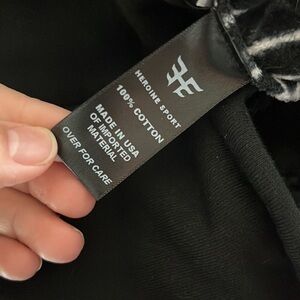 HEROINE SPORT
100% COTTON
MADE IN USA
OF IMPORTED
MATERIAL
OVER FOR CARE